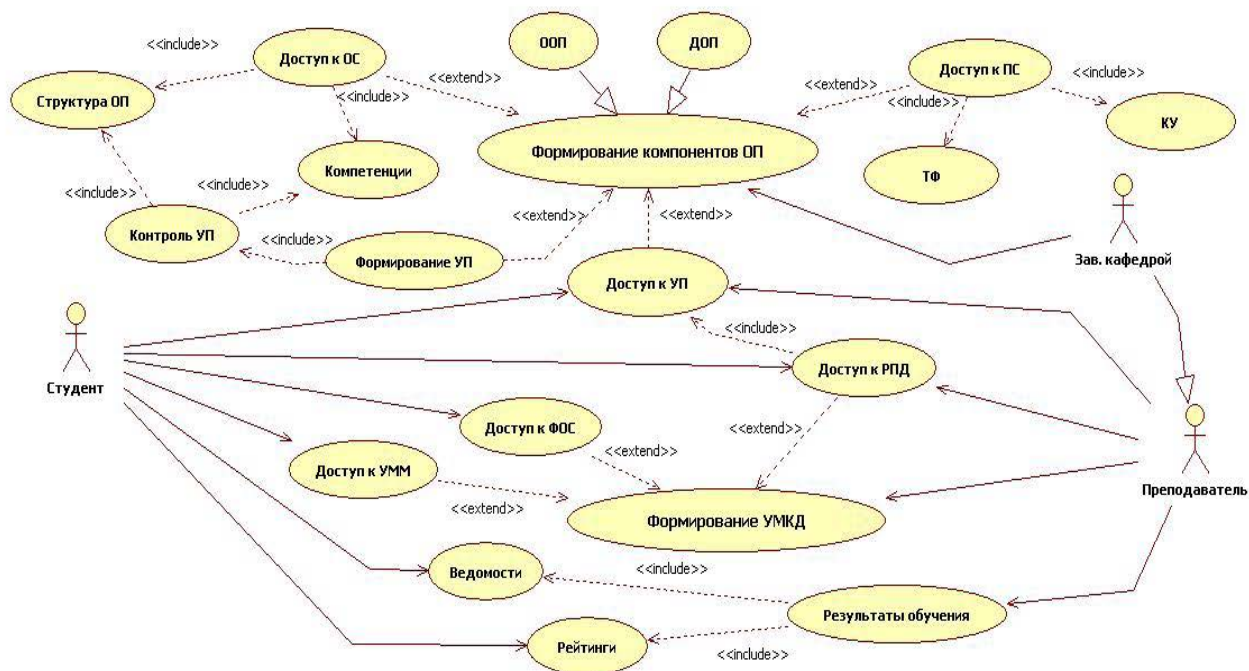 ООП
ДОП
<<include>>
Доступ к ОС
<<extend>>
<<include>>
Структура ОП
Доступ к ПС
<<extend>>
<<include>>
<<include>>
КУ
Формирование компонентов ОП
Компетенции
ТФ
<<include>>
<<include>>
Контроль УП
<<include>>
Формирование УП
<<extend>>
<<extend>>
Зав. кафедрой
Доступ к УП
<<include>>
Студент
Доступ к РПД
Доступ к ФОС
<<extend>>
<<extend>>
Доступ к УММ
<<extend>>
Формирование УМКД
Преподаватель
Ведомости
<<include>>
Результаты обучения
Рейтинги
<<include>>